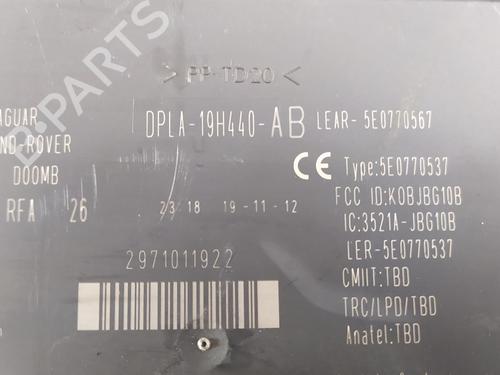 >PP-TD20<
AGUAR
ND-ROVER
D00MB
RFA 26
DPLA-19H440-AB
LEAR-5E0770567
CE Type:5E0770537
FCC ID:KOBJBG10B
IC:3521A-JBG10B
LER-5E0770537
CMIIT:TBD
TRC/LPD/TBD
Anatel:TBD
23 18 19-11-12
2971011922
B-PARTS